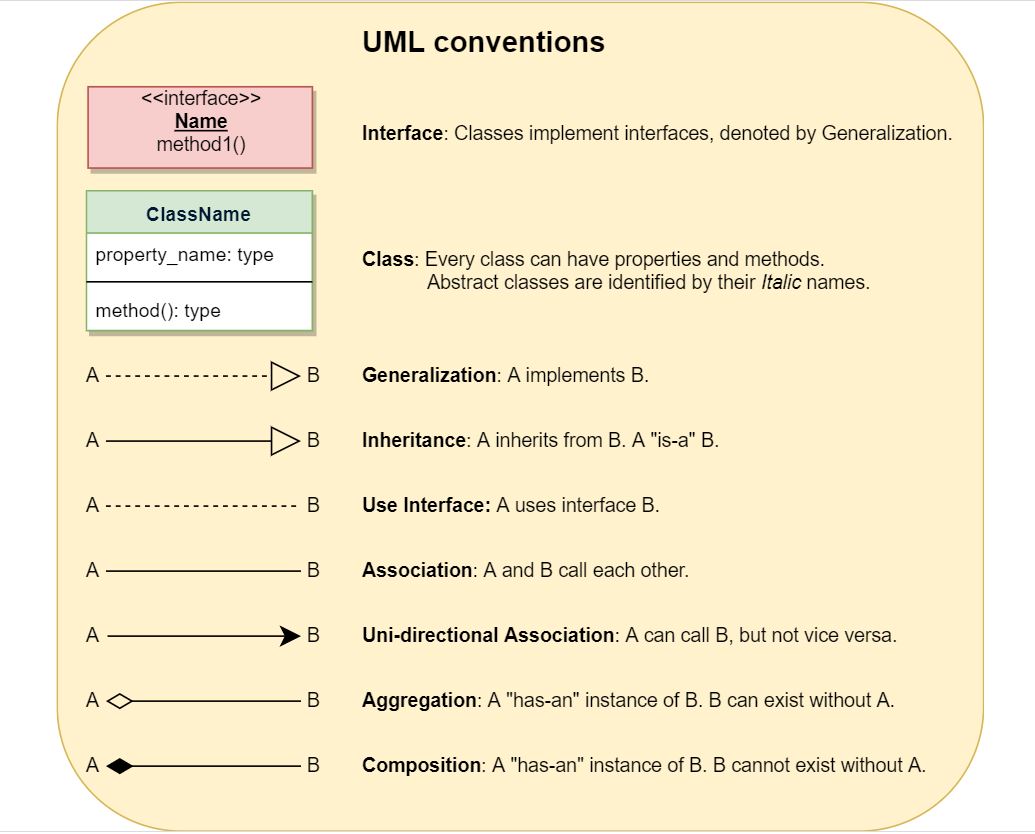 UML conventions
<<interface>>
Name
method1()
Interface: Classes implement interfaces, denoted by Generalization.
ClassName
property_name: type
method(): type
Class: Every class can have properties and methods.
Abstract classes are identified by their Italic names.
A B Generalization: A implements B.
A B Inheritance: A inherits from B. A "is-a" B.
A B Use Interface: A uses interface B.
A B Association: A and B call each other.
A B Uni-directional Association: A can call B, but not vice versa.
A B Aggregation: A "has-an" instance of B. B can exist without A.
A B Composition: A "has-an" instance of B. B cannot exist without A.